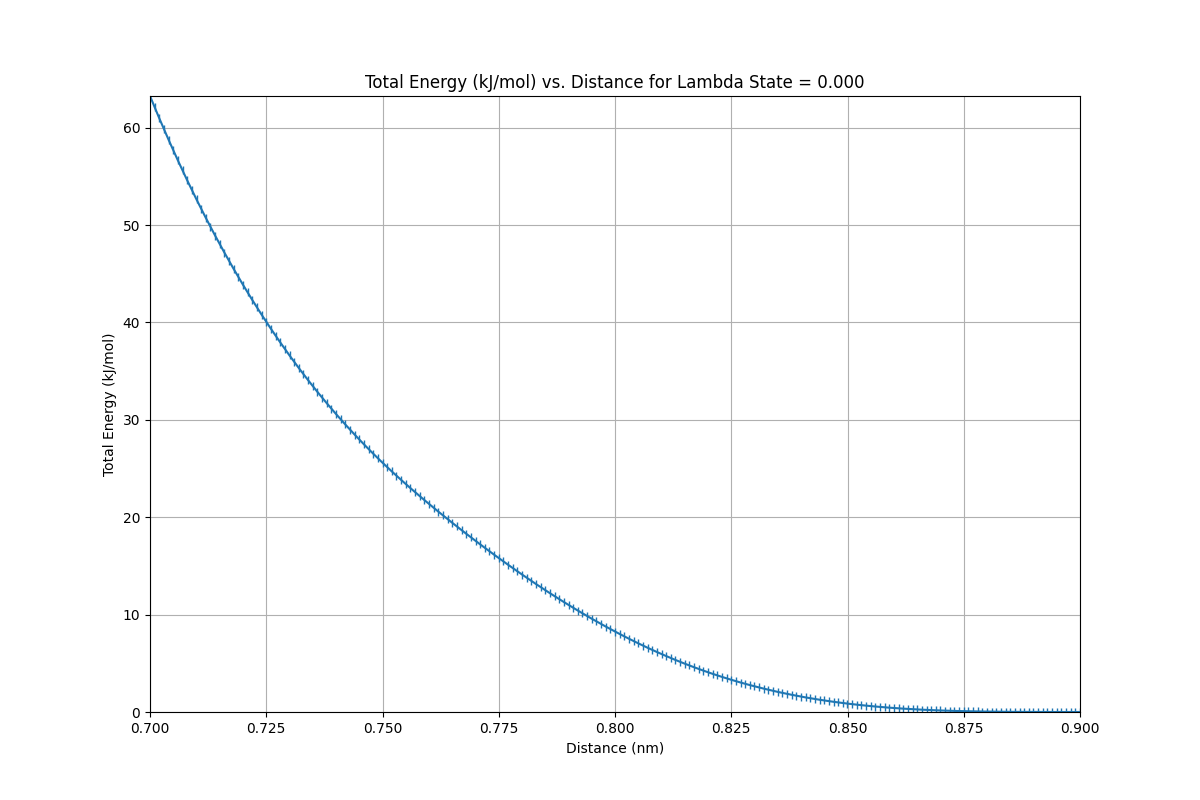 Total Energy (kJ/mol) vs. Distance for Lambda State = 0.000
60
50
40
30
20
10
0
Total Energy (kJ/mol)
0.700 0.725 0.750 0.775 0.800 0.825 0.850 0.875 0.900
Distance (nm)